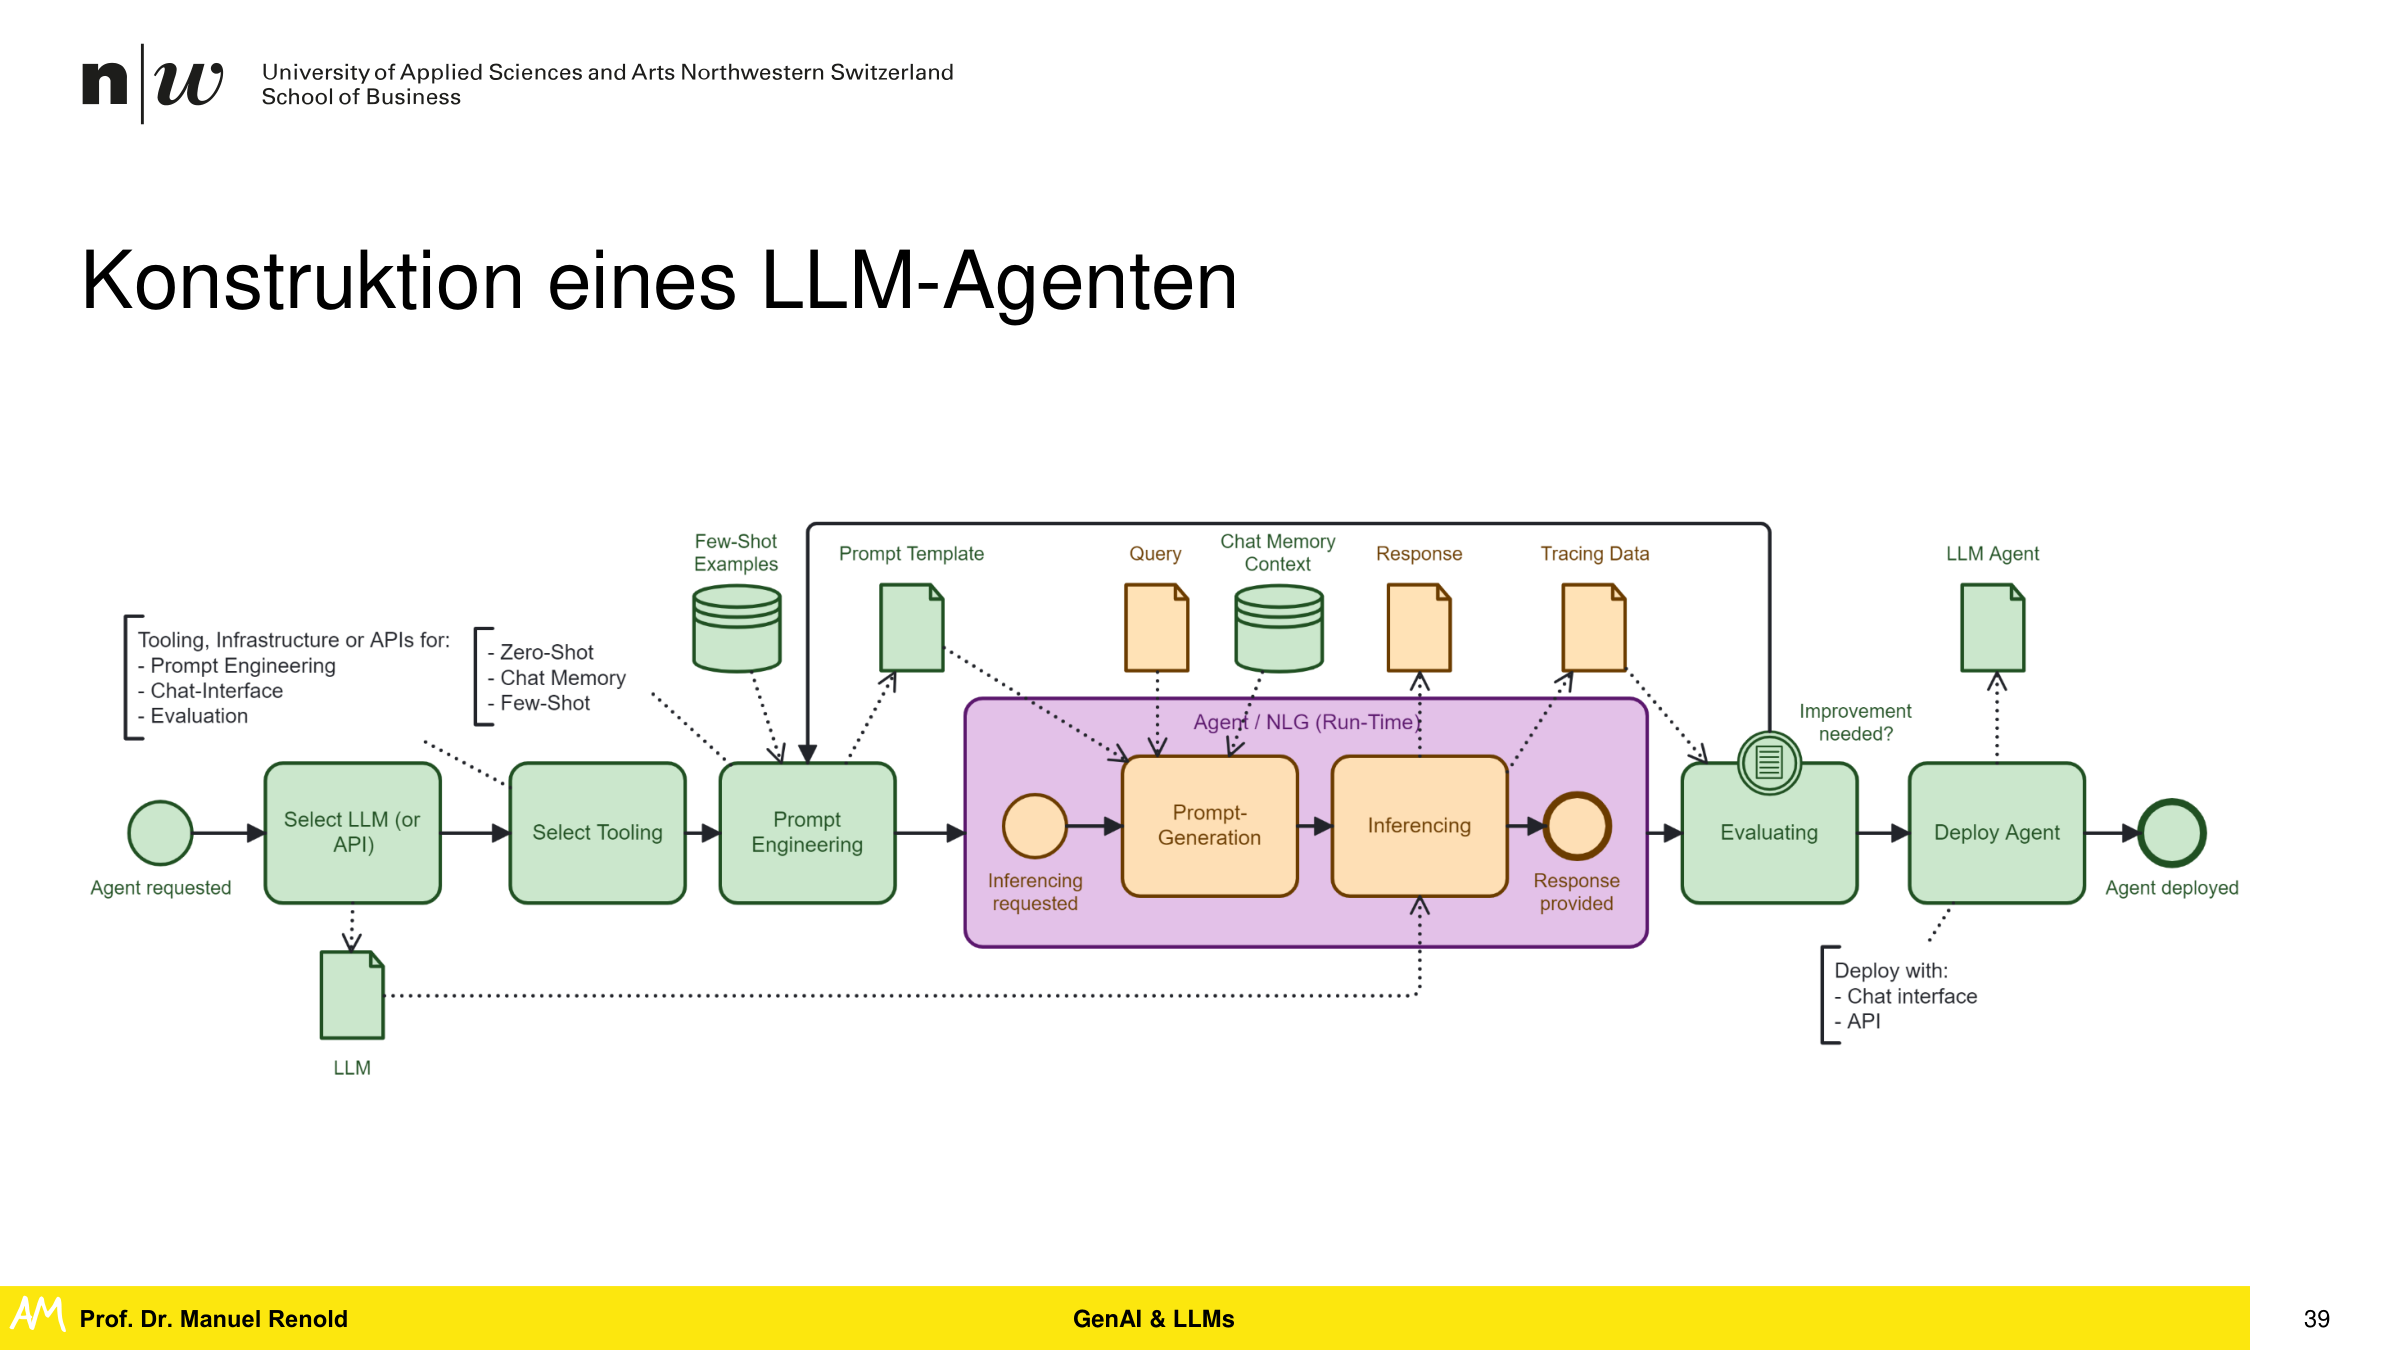 n|w
University of Applied Sciences and Arts Northwestern Switzerland
School of Business
Konstruktion eines LLM-Agenten
Few-Shot
Examples
Prompt Template
Query
Chat Memory
Context
Response
Tracing Data
LLM Agent
Tooling, Infrastructure or APIs for:
- Prompt Engineering
- Chat-Interface
- Evaluation
- Zero-Shot
- Chat Memory
- Few-Shot
Agent / NLG (Run-Time)
Improvement
needed?
Agent requested
Select LLM (or
API)
Select Tooling
Prompt
Engineering
Inferencing
requested
Prompt-
Generation
Inferencing
Response
provided
Evaluating
Deploy Agent
Agent deployed
LLM
Deploy with:
- Chat interface
- API
AM
Prof. Dr. Manuel Renold
GenAI & LLMs
39